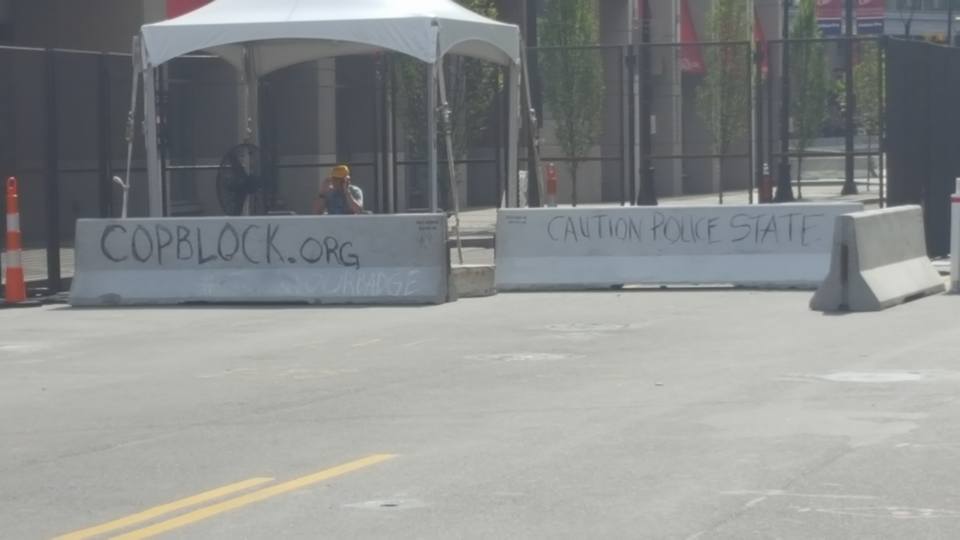 COPBLOCK.ORG
CAUTION POLICE STATE